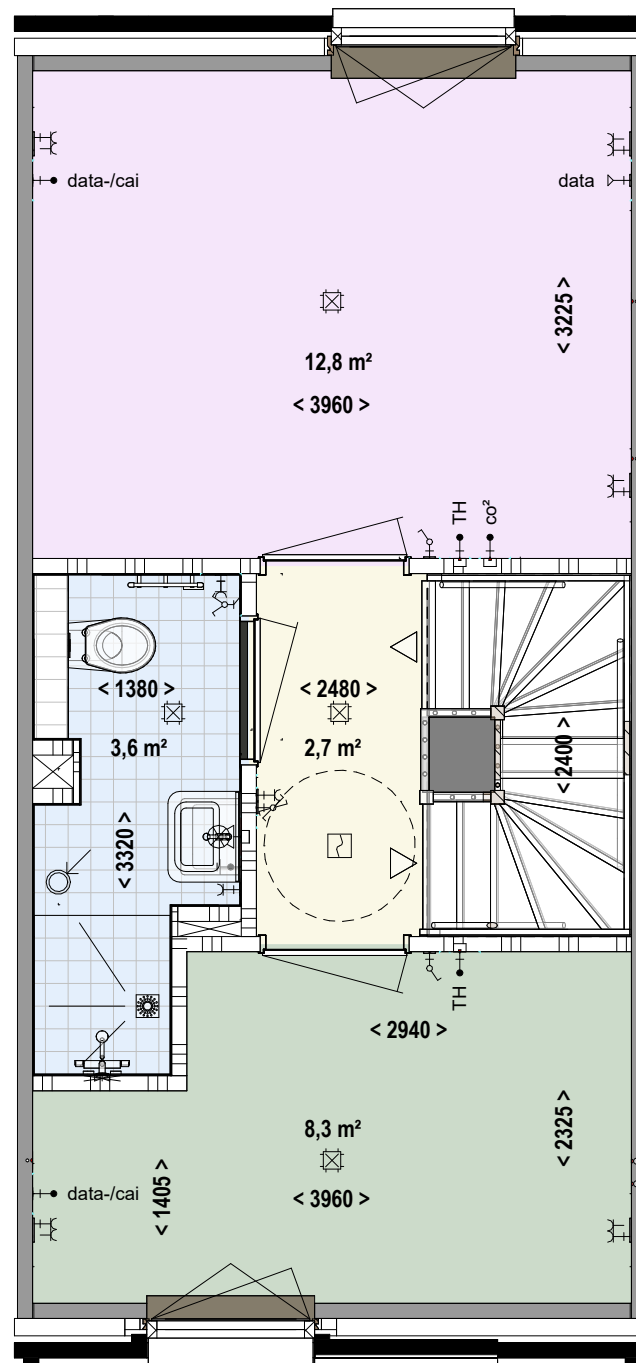 data-/cai
data
< 3225 >
12,8 m²
< 3960 >
TH
co²
< 1380 >
< 2480 >
3,6 m²
2,7 m²
< 2400 >
< 3320 >
TH
< 2940 >
8,3 m²
< 2325 >
data-/cai
< 1405 >
< 3960 >